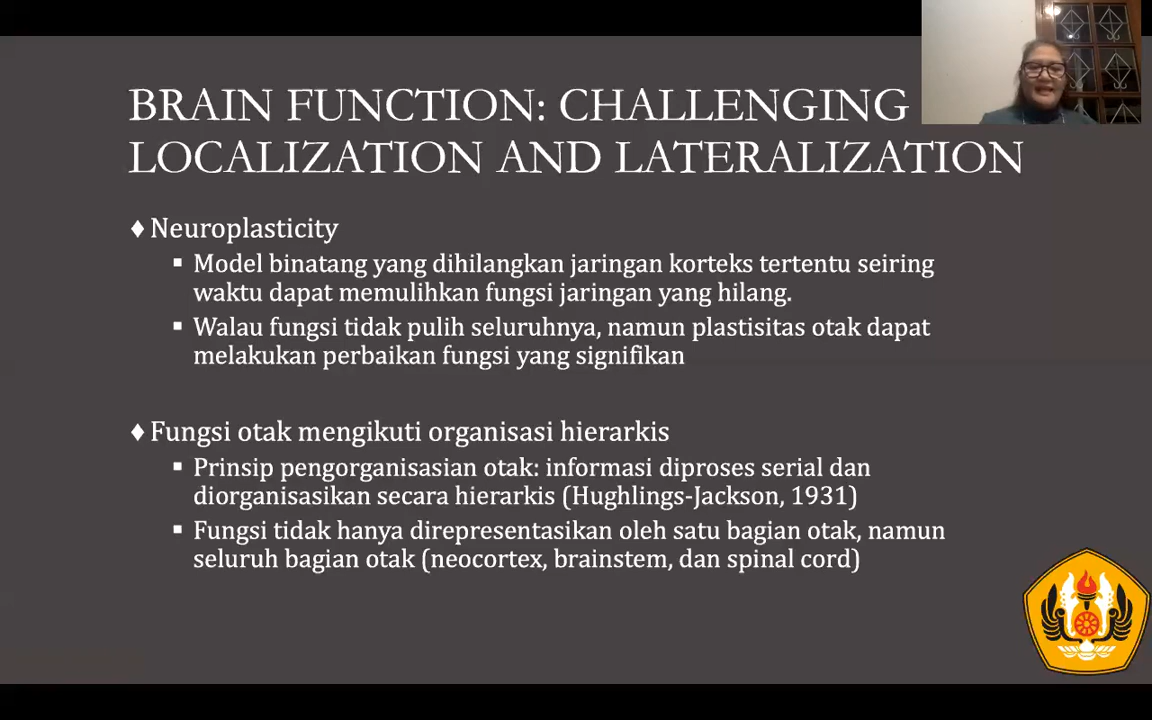 BRAIN FUNCTION: CHALLENGING
LOCALIZATION AND LATERALIZATION
♦Neuroplasticity
▪ Model binatang yang dihilangkan jaringan korteks tertentu seiring
waktu dapat memulihkan fungsi jaringan yang hilang.
▪ Walau fungsi tidak pulih seluruhnya, namun plastisitas otak dapat
melakukan perbaikan fungsi yang signifikan
♦Fungsi otak mengikuti organisasi hierarkis
▪ Prinsip pengorganisasian otak: informasi diproses serial dan
diorganisasikan secara hierarkis (Hughlings-Jackson, 1931)
▪ Fungsi tidak hanya direpresentasikan oleh satu bagian otak, namun
seluruh bagian otak (neocortex, brainstem, dan spinal cord)